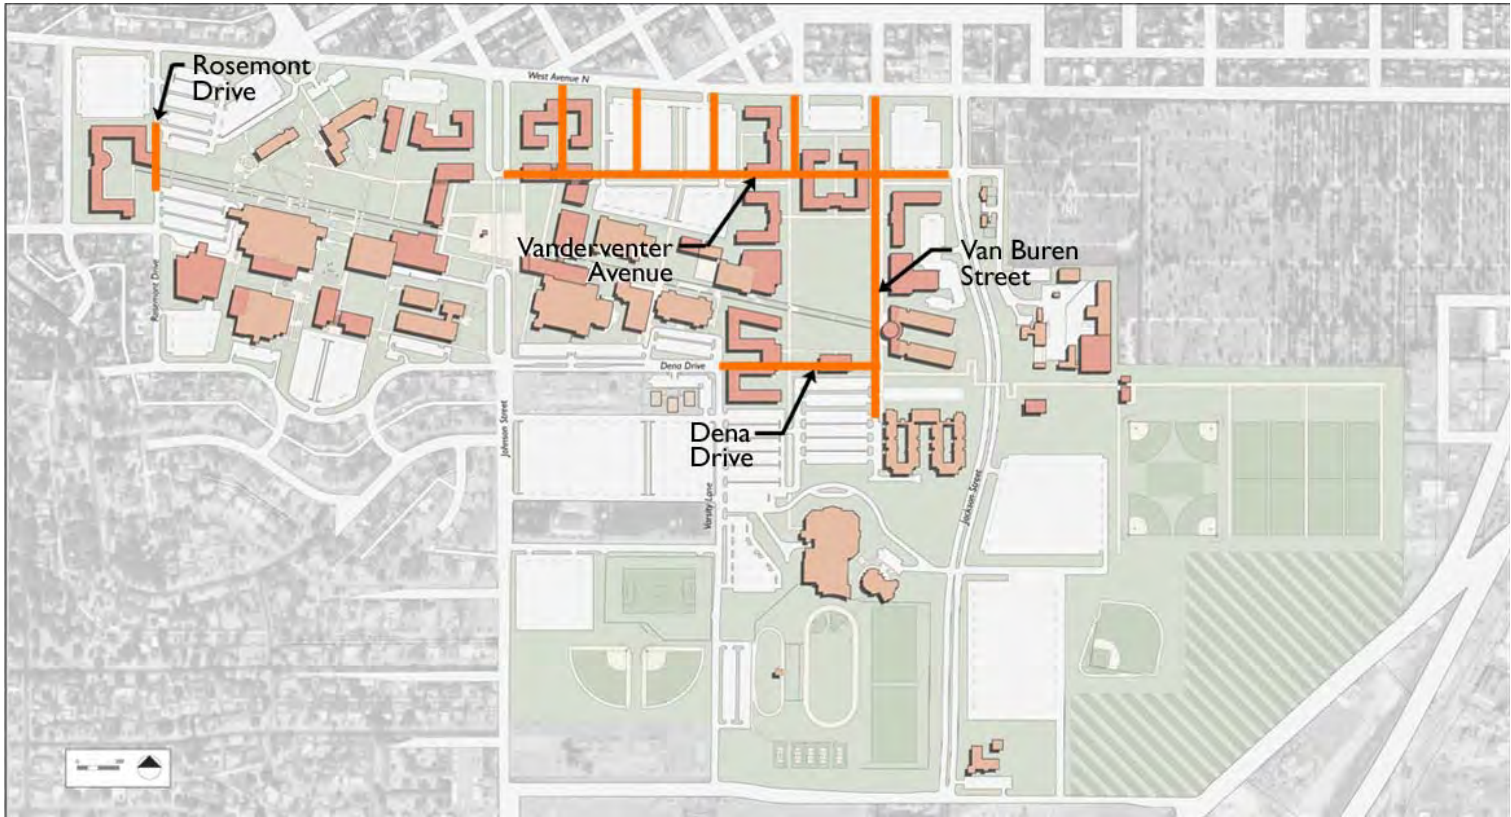 Rosemont
Drive
West Avenue N
Vanderventer
Avenue
Van Buren
Street
Rosemont Drive
Dena Drive
Johnson Street
Dena
Drive
Varsity Lane
Jackson Street